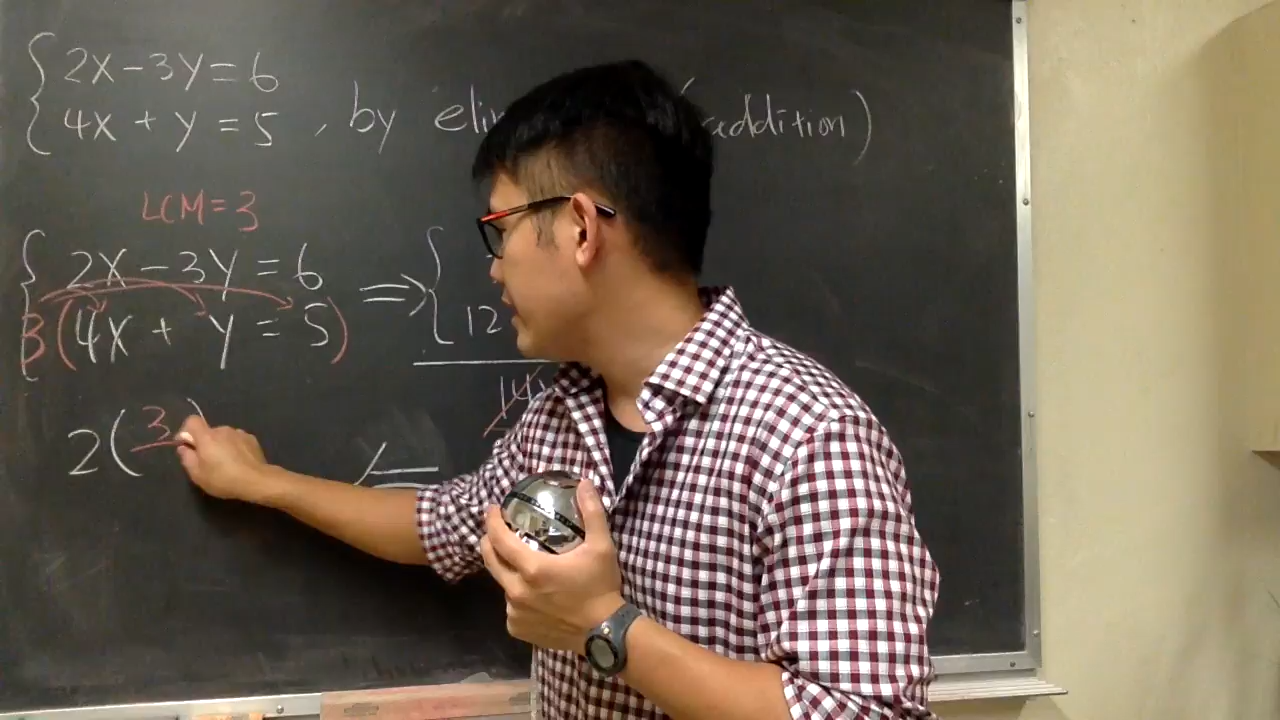 2x-3y=6
4x + y = 5 , by (addition)
LCM=3
2x - 3y = 6 =>
3(4x + y = 5) 12
14
2(3